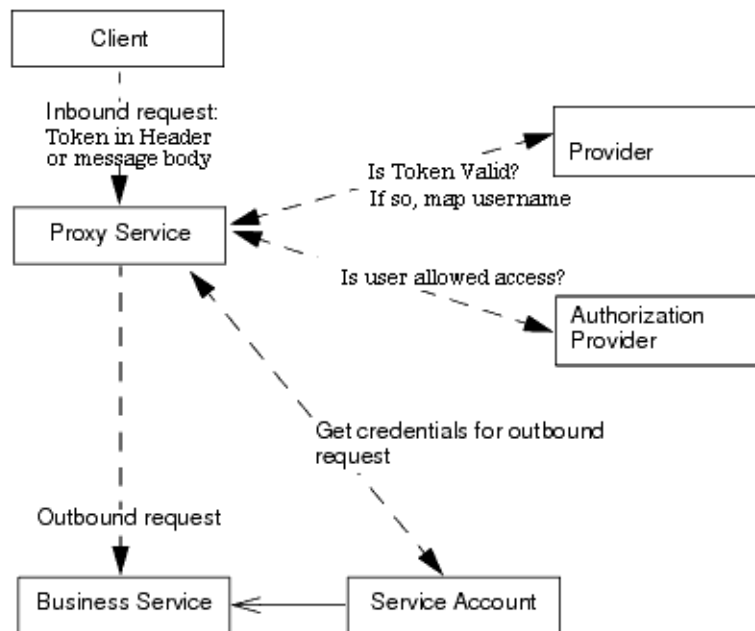 Client
Inbound request:
Token in Header
or message body
Is Token Valid?
If so, map username
Provider
Proxy Service
Is user allowed access?
Authorization
Provider
Get credentials for outbound
request
Outbound request
Business Service
Service Account